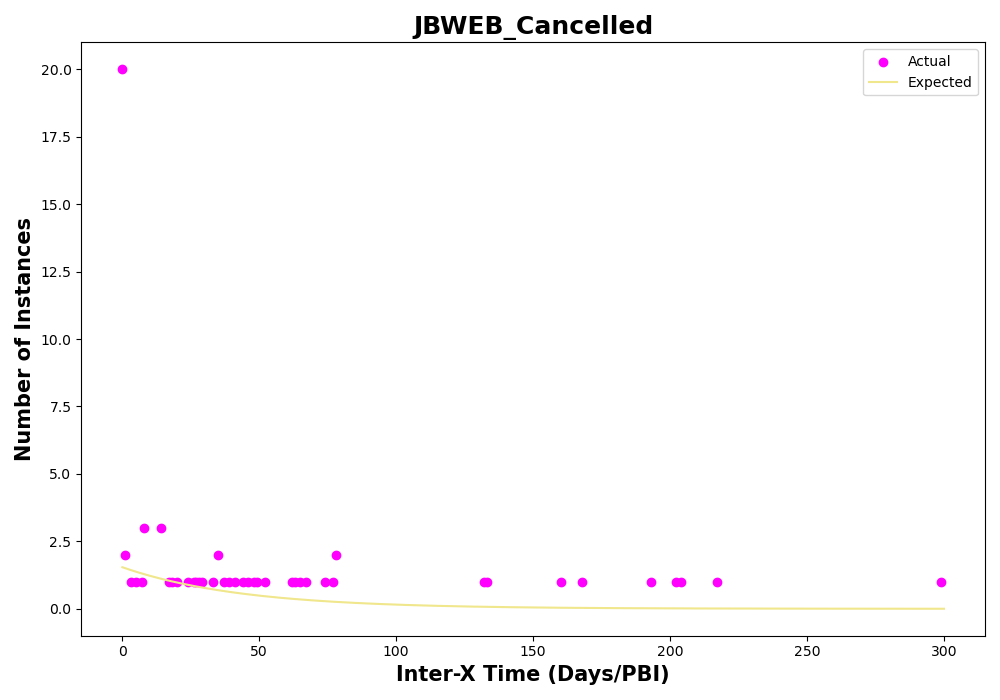 JBWEB_Cancelled
Actual
Expected
Number of Instances
20.0
17.5
15.0
12.5
10.0
7.5
5.0
2.5
0.0
0 50 100 150 200 250 300
Inter-X Time (Days/PBI)